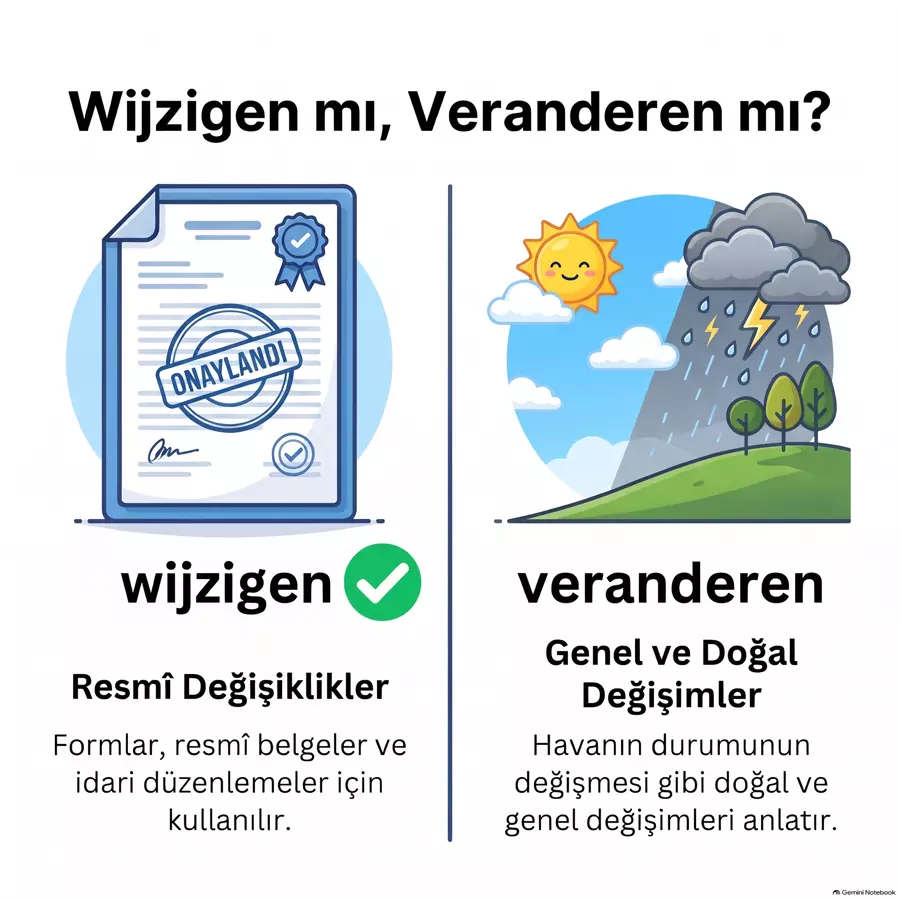 Wijzigen mı, Veranderen mı?
ONAYLANDI
wijzigen
Resmî Değişiklikler
Formlar, resmî belgeler ve
idari düzenlemeler için
kullanılır.
veranderen
Genel ve Doğal
Değişimler
Havanın durumunun
değişmesi gibi doğal ve
genel değişimleri anlatır.
Gemini Notebook